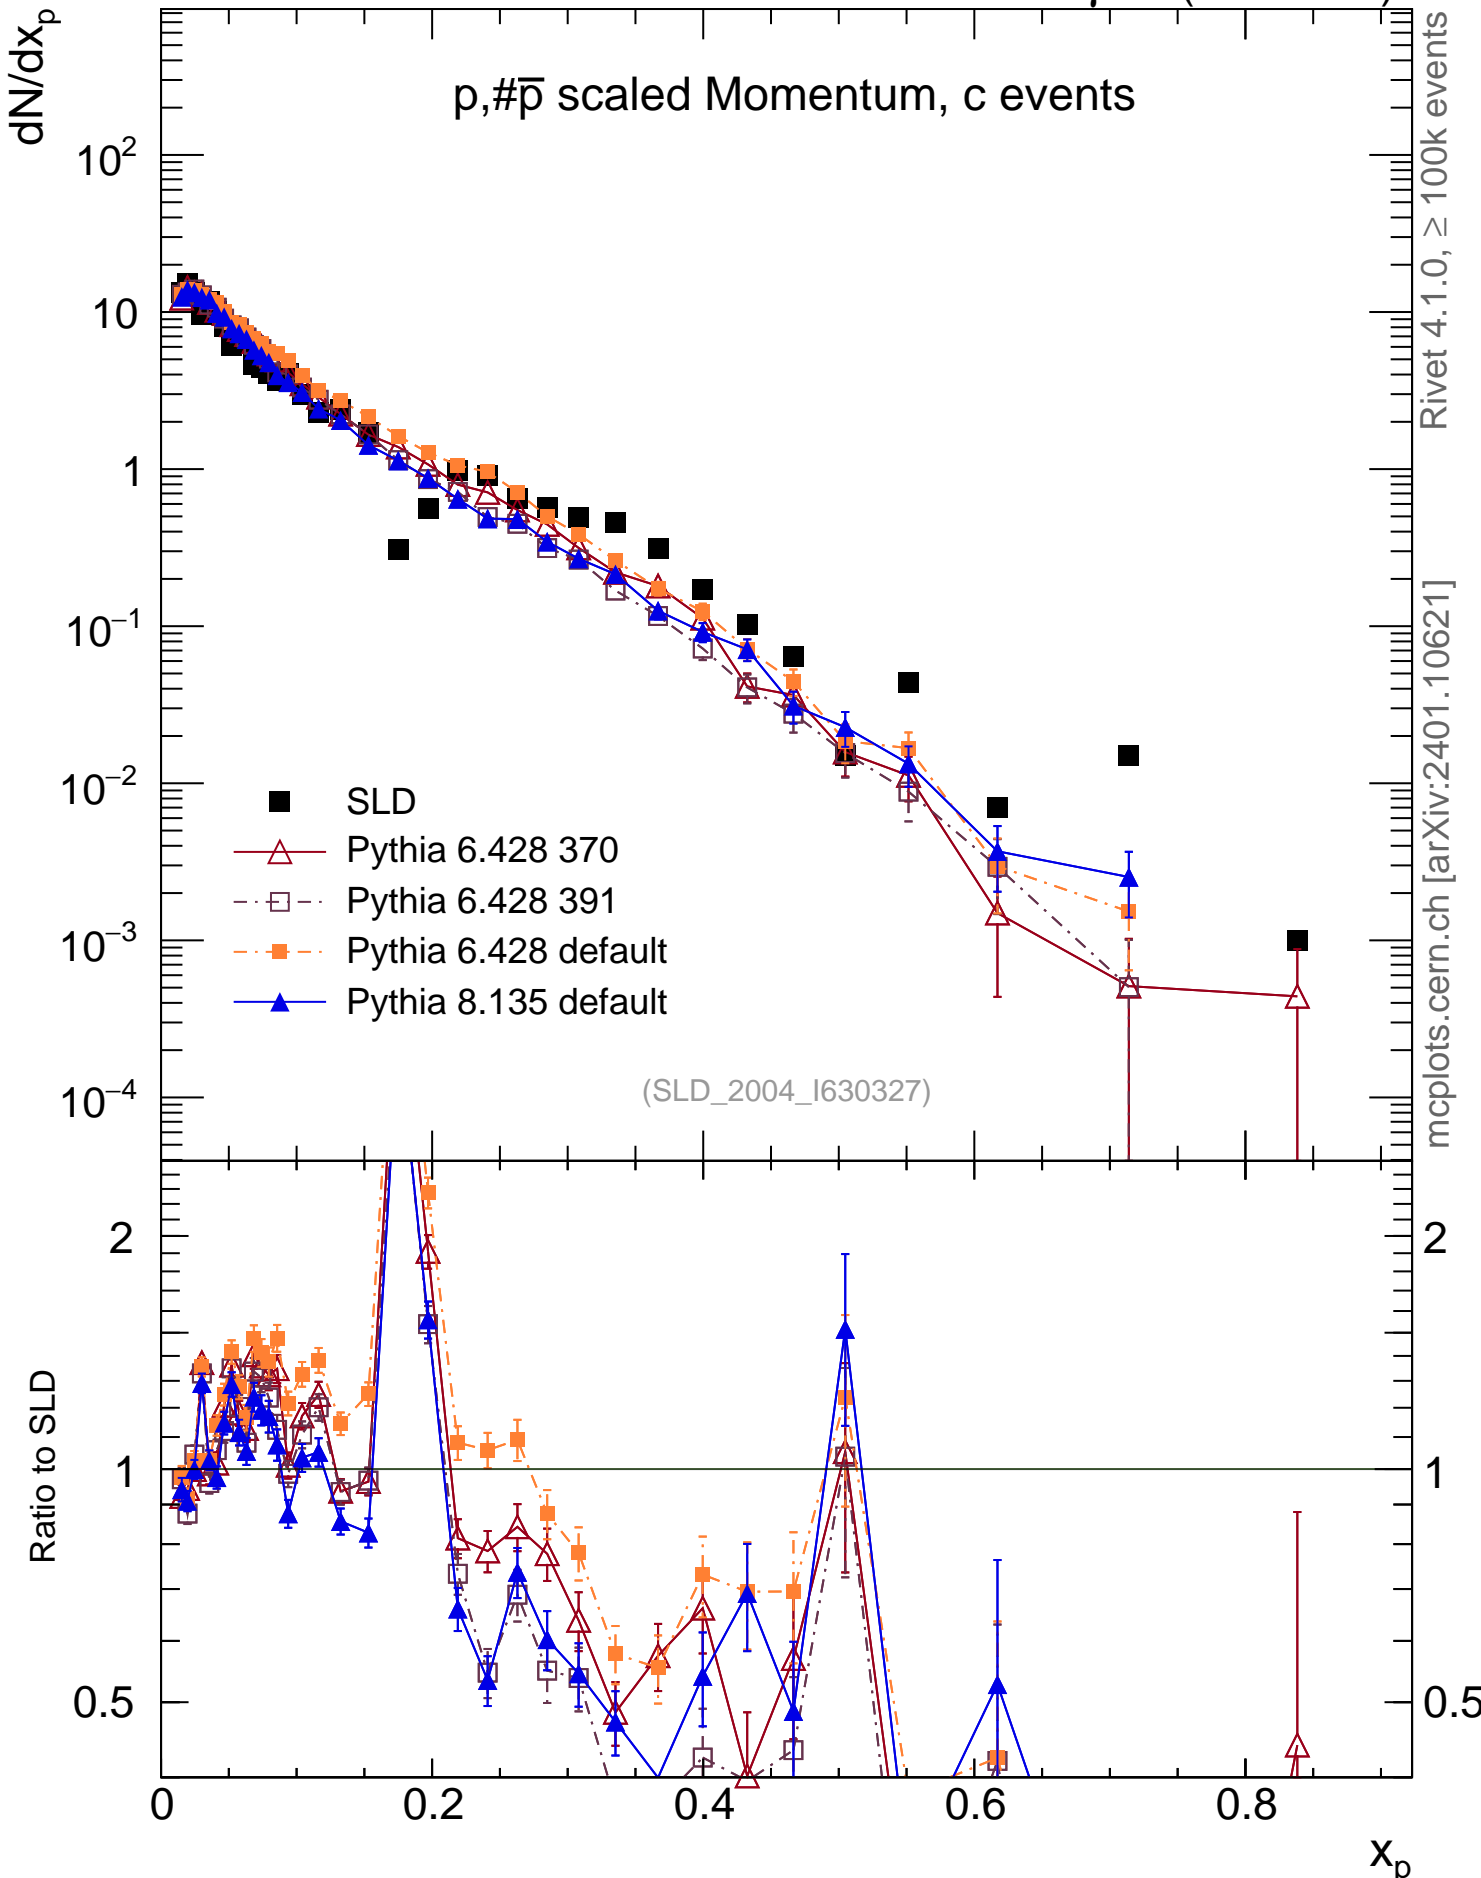 dN/dx_p
p,#p̅ scaled Momentum, c events
10²
10
1
10⁻¹
10⁻²
10⁻³
10⁻⁴
SLD
Pythia 6.428 370
Pythia 6.428 391
Pythia 6.428 default
Pythia 8.135 default
(SLD_2004_I630327)
Rivet 4.1.0, ≥ 100k events
mcplots.cern.ch [arXiv:2401.10621]
Ratio to SLD
2
1
0.5
2
1
0.5
0
0.2
0.4
0.6
0.8
x_p